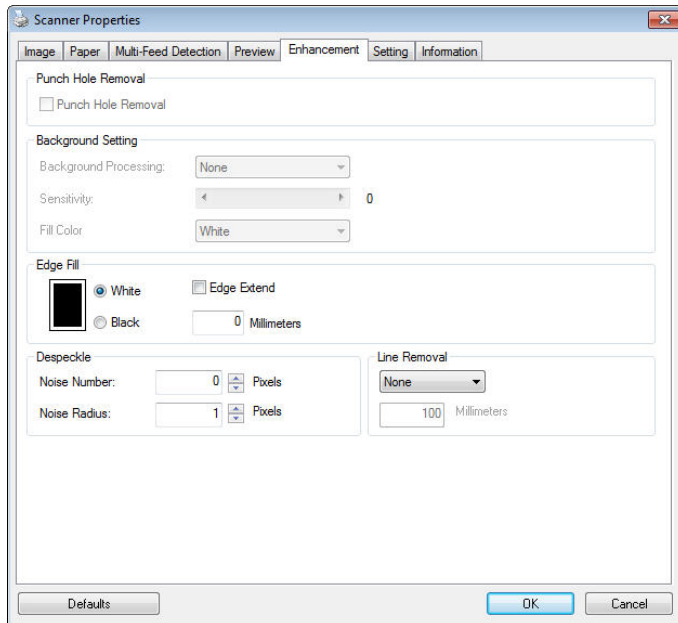 Scanner Properties
Image Paper Multi-Feed Detection Preview Enhancement Setting Information
Punch Hole Removal
Punch Hole Removal
Background Setting
Background Processing: None
Sensitivity: 0
Fill Color White
Edge Fill
White Edge Extend
Black 0 Millimeters
Despeckle Line Removal
Noise Number: 0 Pixels None
Noise Radius: 1 Pixels 100 Millimeters
Defaults OK Cancel